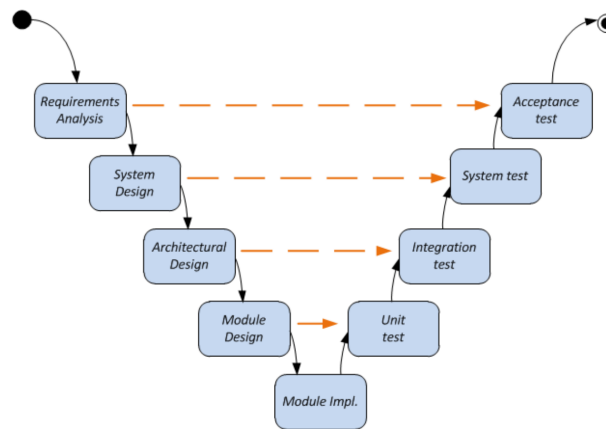 Requirements
Analysis
Acceptance
test
System
Design
System test
Architectural
Design
Integration
test
Module
Design
Unit
test
Module Impl.